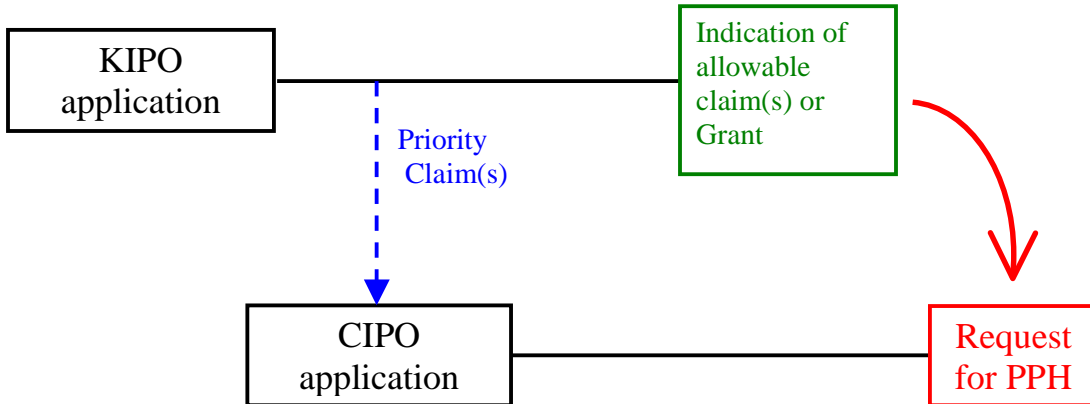 KIPO
application
Indication of
allowable
claim(s) or
Grant
Priority
Claim(s)
CIPO
application
Request
for PPH